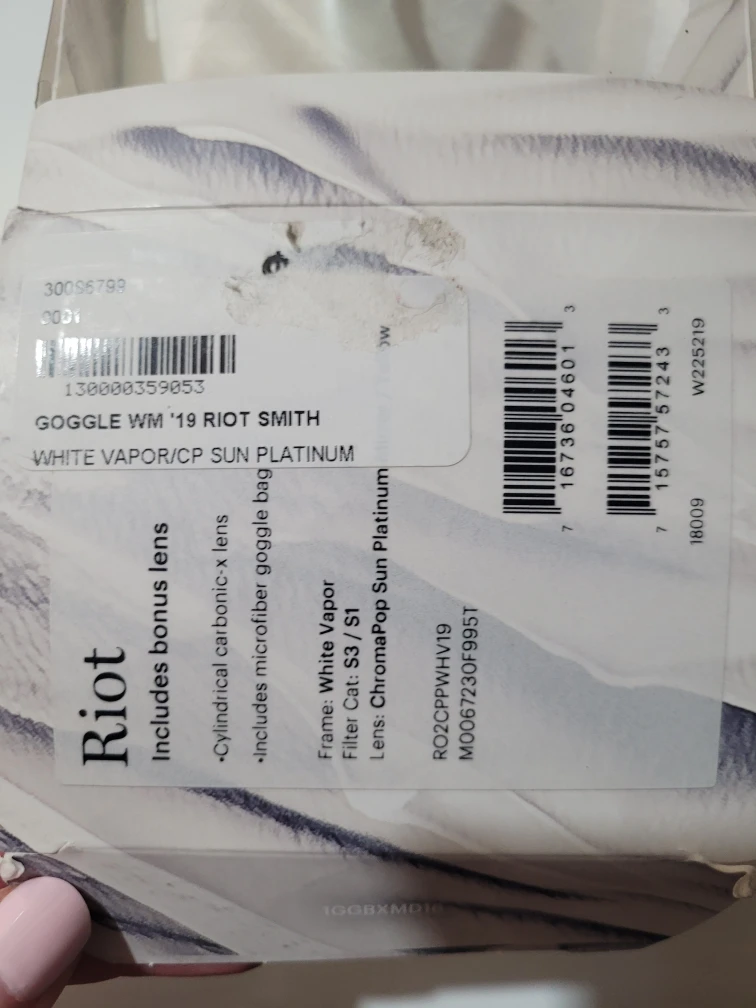 0001
130000359053
GOGGLE WM '19 RIOT SMITH
WHITE VAPOR/CP SUN PLATINUM
Riot
Includes bonus lens
•Cylindrical carbonic-x lens
•Includes microfiber goggle bag
Frame: White Vapor
Filter Cat: S3 / S1
Lens: ChromaPop Sun Platinum
ow
RO2CPPWHV19
M0067230F995T
7 16736 04601 3
7 15757 57243 3
18009 W225219